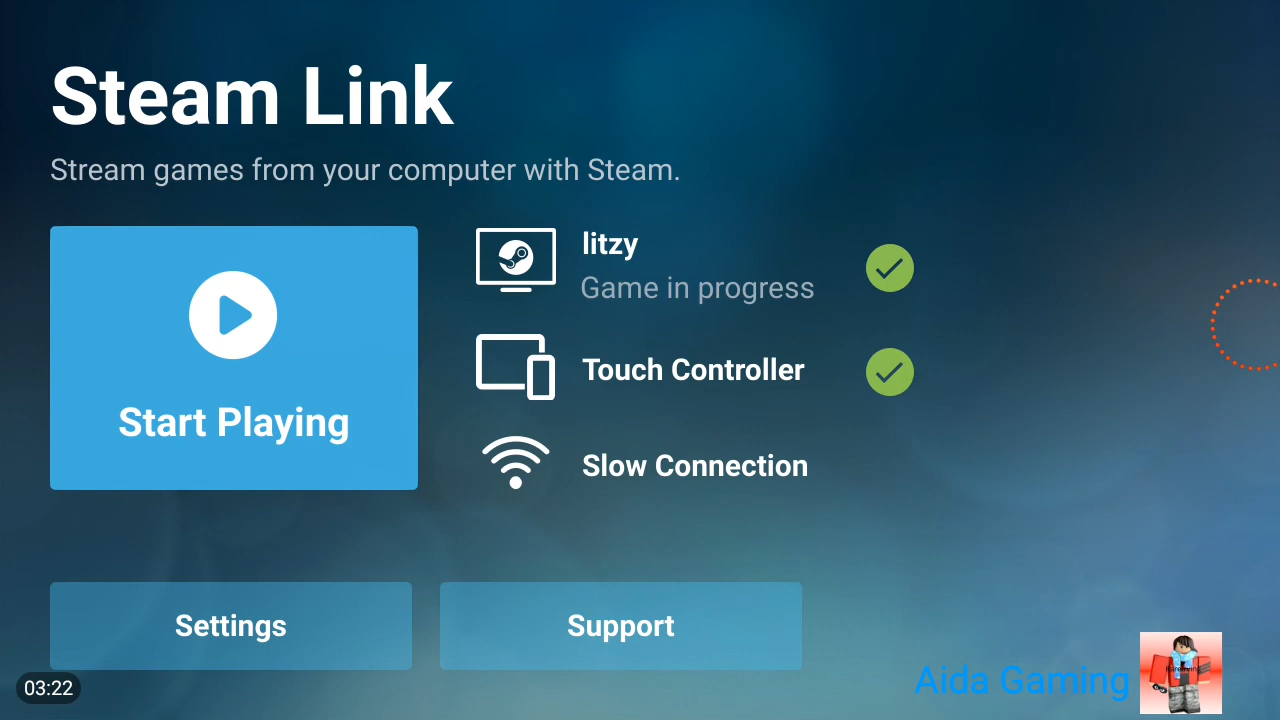 Steam Link
Stream games from your computer with Steam.
litzy
Game in progress
Touch Controller
Start Playing
Slow Connection
Settings
Support
03:22
Aida Gaming